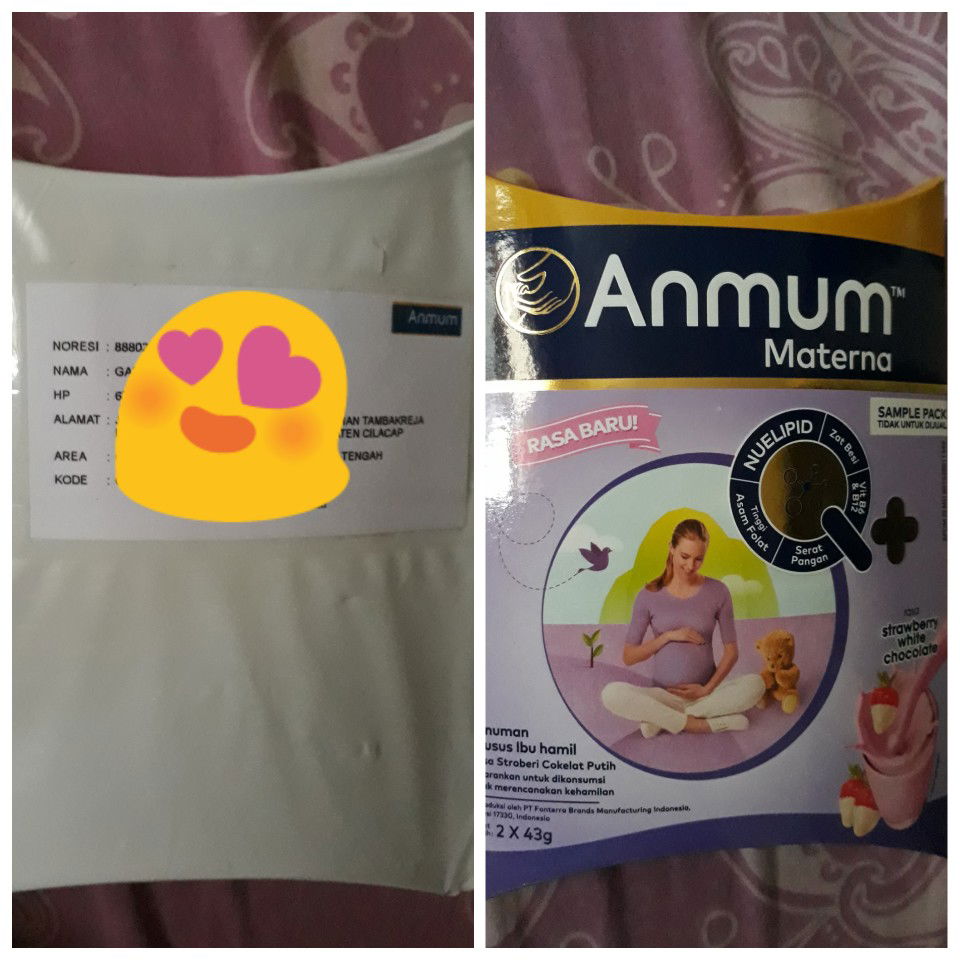 Anmum
NORESI : 8880
NAMA : GA
HP : 6
ALAMAT :
TAMBAKREJA
CILACAP
AREA : TENGAH
KODE :
Anmum™
Materna
RASA BARU!
SAMPLE PACK
TIDAK UNTUK DIJUAL
NUELIPID
Zat Besi
Vit B6
& B12
Serat
Pangan
Tinggi
Asam Folat
rasa
strawberry
white
chocolate
numan
usus Ibu hamil
sa Stroberi Cokelat Putih
arankan untuk dikonsumsi
k merencanakan kehamilan
oduksi oleh PT Fonterra Brands Manufacturing Indonesia,
si 17330, Indonesia
2 X 43g